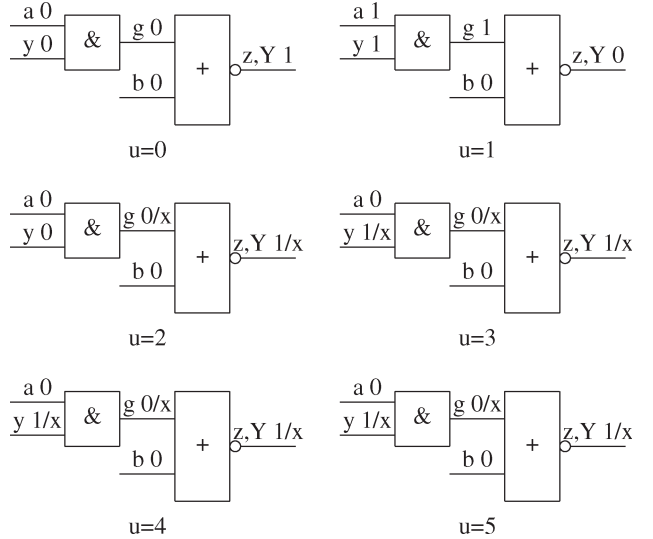 a 0
y 0
&
g 0
b 0
+
z,Y 1
u=0
a 1
y 1
&
g 1
b 0
+
z,Y 0
u=1
a 0
y 0
&
g 0/x
b 0
+
z,Y 1/x
u=2
a 0
y 1/x
&
g 0/x
b 0
+
z,Y 1/x
u=3
a 0
y 1/x
&
g 0/x
b 0
+
z,Y 1/x
u=4
a 0
y 1/x
&
g 0/x
b 0
+
z,Y 1/x
u=5